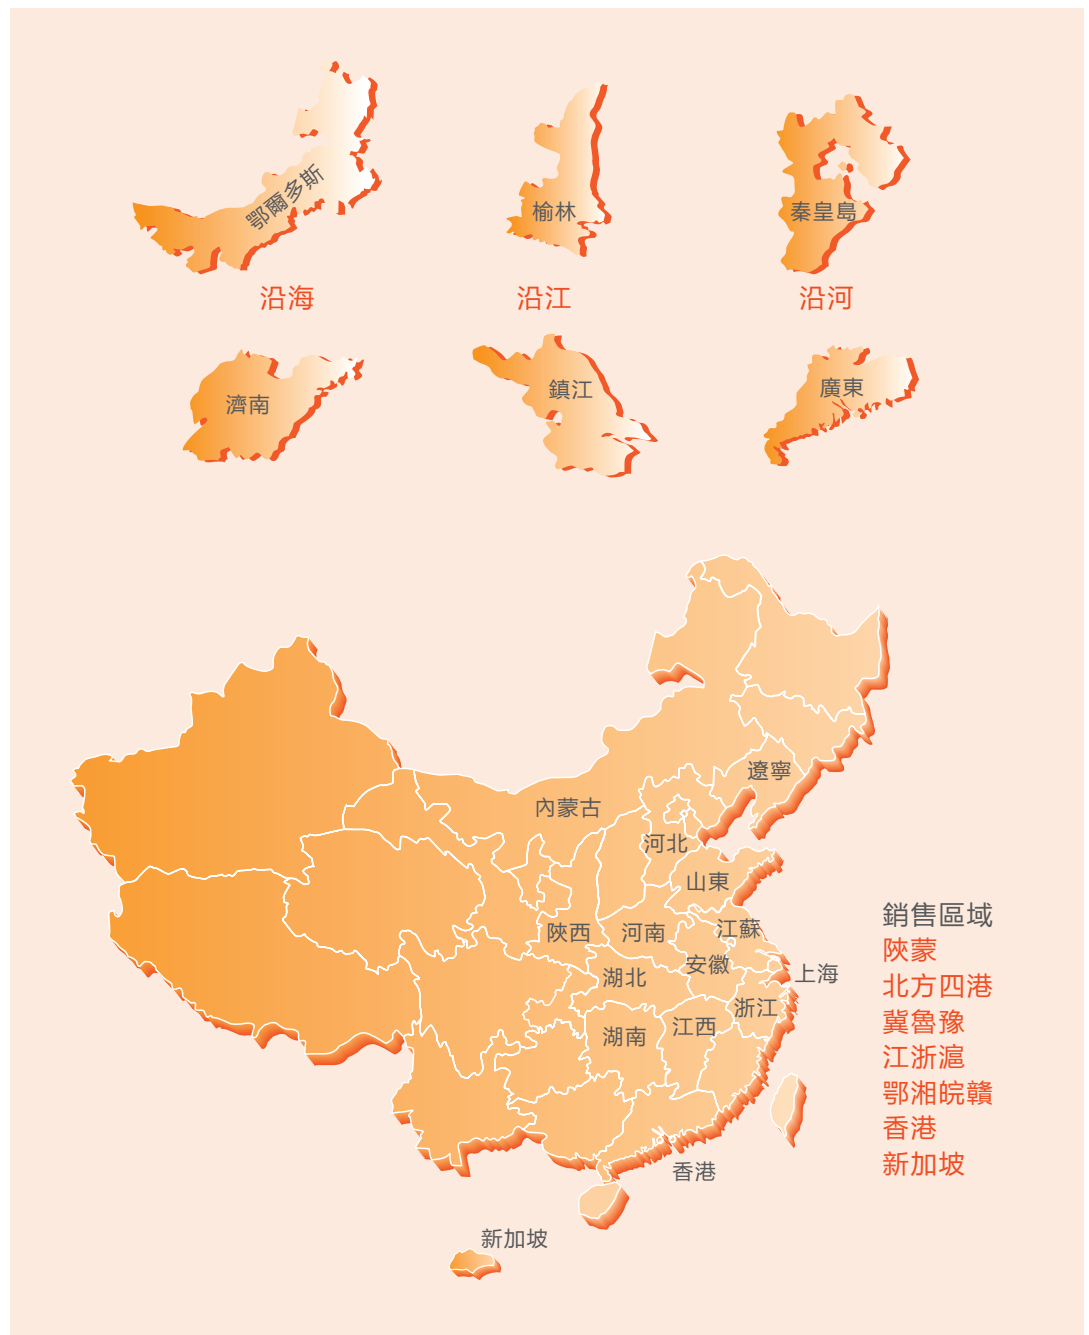 鄂爾多斯
榆林
秦皇島
沿海
沿江
沿河
濟南
鎮江
廣東
遼寧
內蒙古
河北
山東
陝西
河南
江蘇
安徽
上海
湖北
浙江
湖南
江西
香港
新加坡
銷售區域
陝蒙
北方四港
冀魯豫
江浙滬
鄂湘皖贛
香港
新加坡